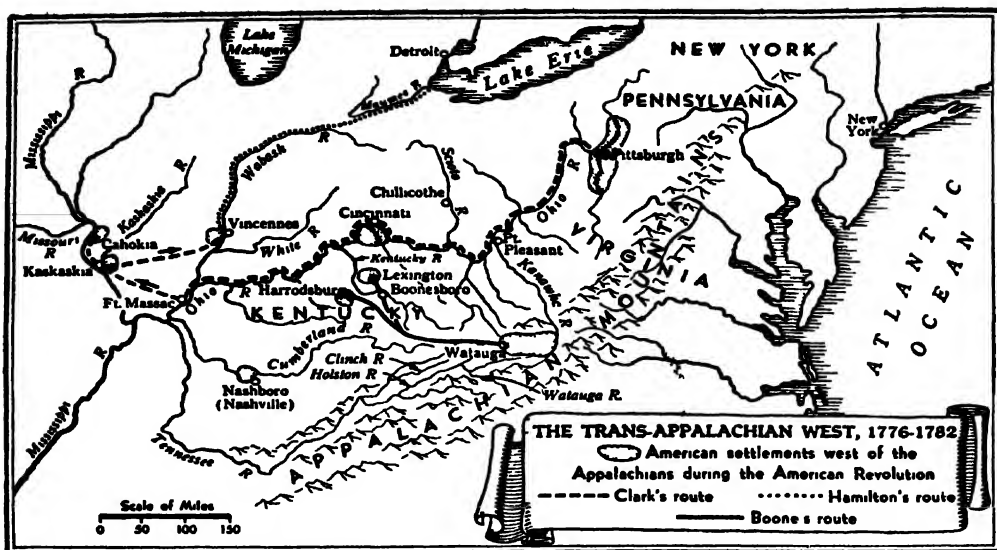 Lake
Michigan
Detroit
Lake Erie
NEW YORK
PENNSYLVANIA
New
York
Maumee R
Mississippi R
Wabash R
Scioto R
Pittsburgh
Kaskaskia R
Chillicothe
Ohio R
Vincennes
Cincinnati
Missouri
R
Cahokia
White R
Pleasant
VIRGINIA
Kaskaskia
Kentucky R
Lexington
Boonesboro
Kanawha R
Ft. Massac
Ohio R
Harrodsburg
KENTUCKY
Cumberland R
Watauga
Clinch R
Holston R
Nashboro
(Nashville)
Watauga R.
Mississippi R
Tennessee R
APPALACHIAN MOUNTAINS
ATLANTIC
OCEAN
THE TRANS-APPALACHIAN WEST, 1776-1782
American settlements west of the
Appalachians during the American Revolution
Clark's route
Hamilton's route
Boone s route
Scale of Miles
0 50 100 150